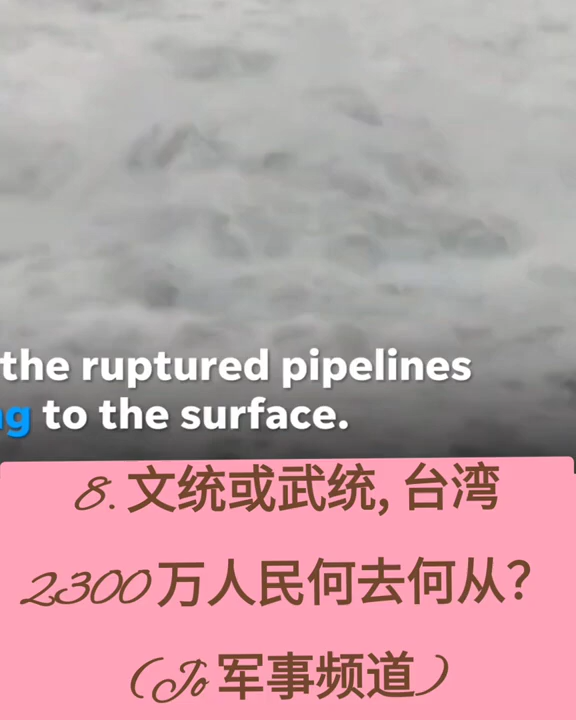 the ruptured pipelines
ng to the surface.
8. 文统或武统, 台湾
2300万人民何去何从?
(Jo 军事频道)